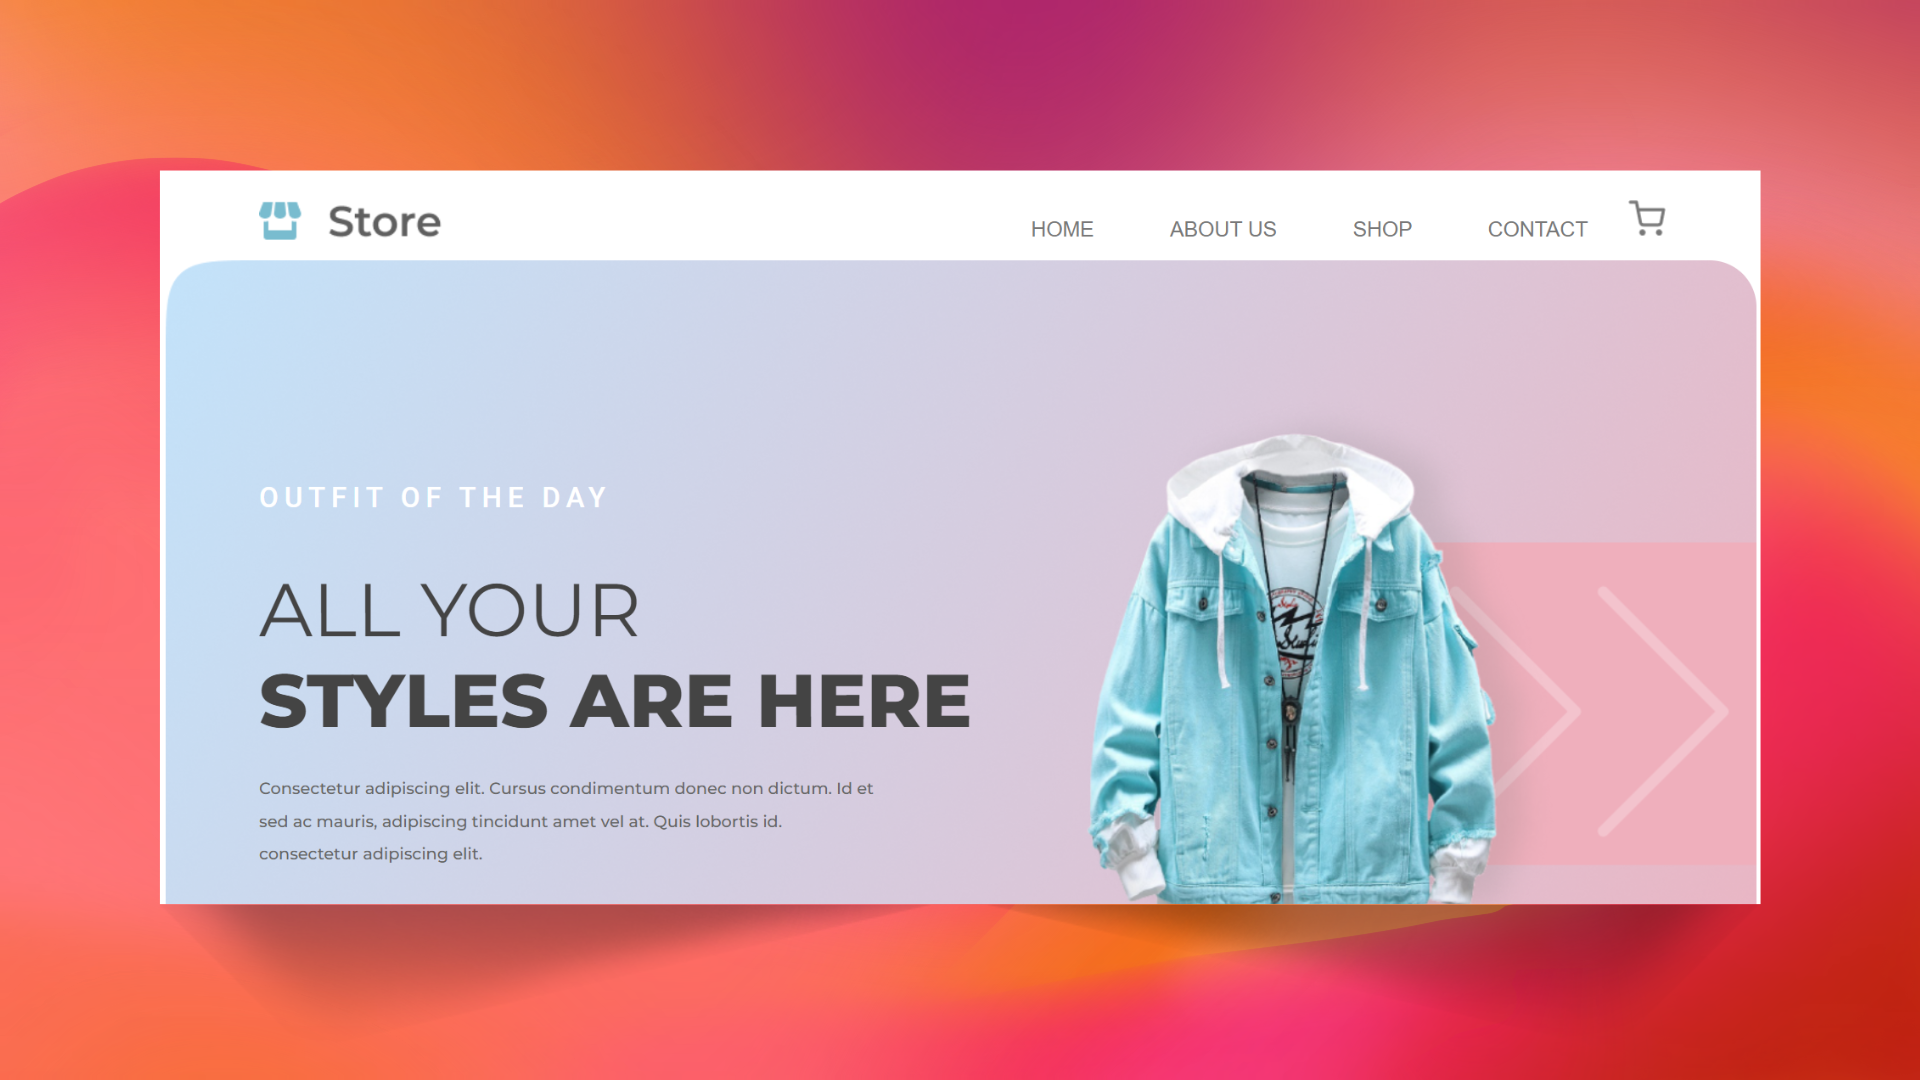 Store
HOME ABOUT US SHOP CONTACT
OUTFIT OF THE DAY
ALL YOUR
STYLES ARE HERE
Consectetur adipiscing elit. Cursus condimentum donec non dictum. Id et
sed ac mauris, adipiscing tincidunt amet vel at. Quis lobortis id.
consectetur adipiscing elit.